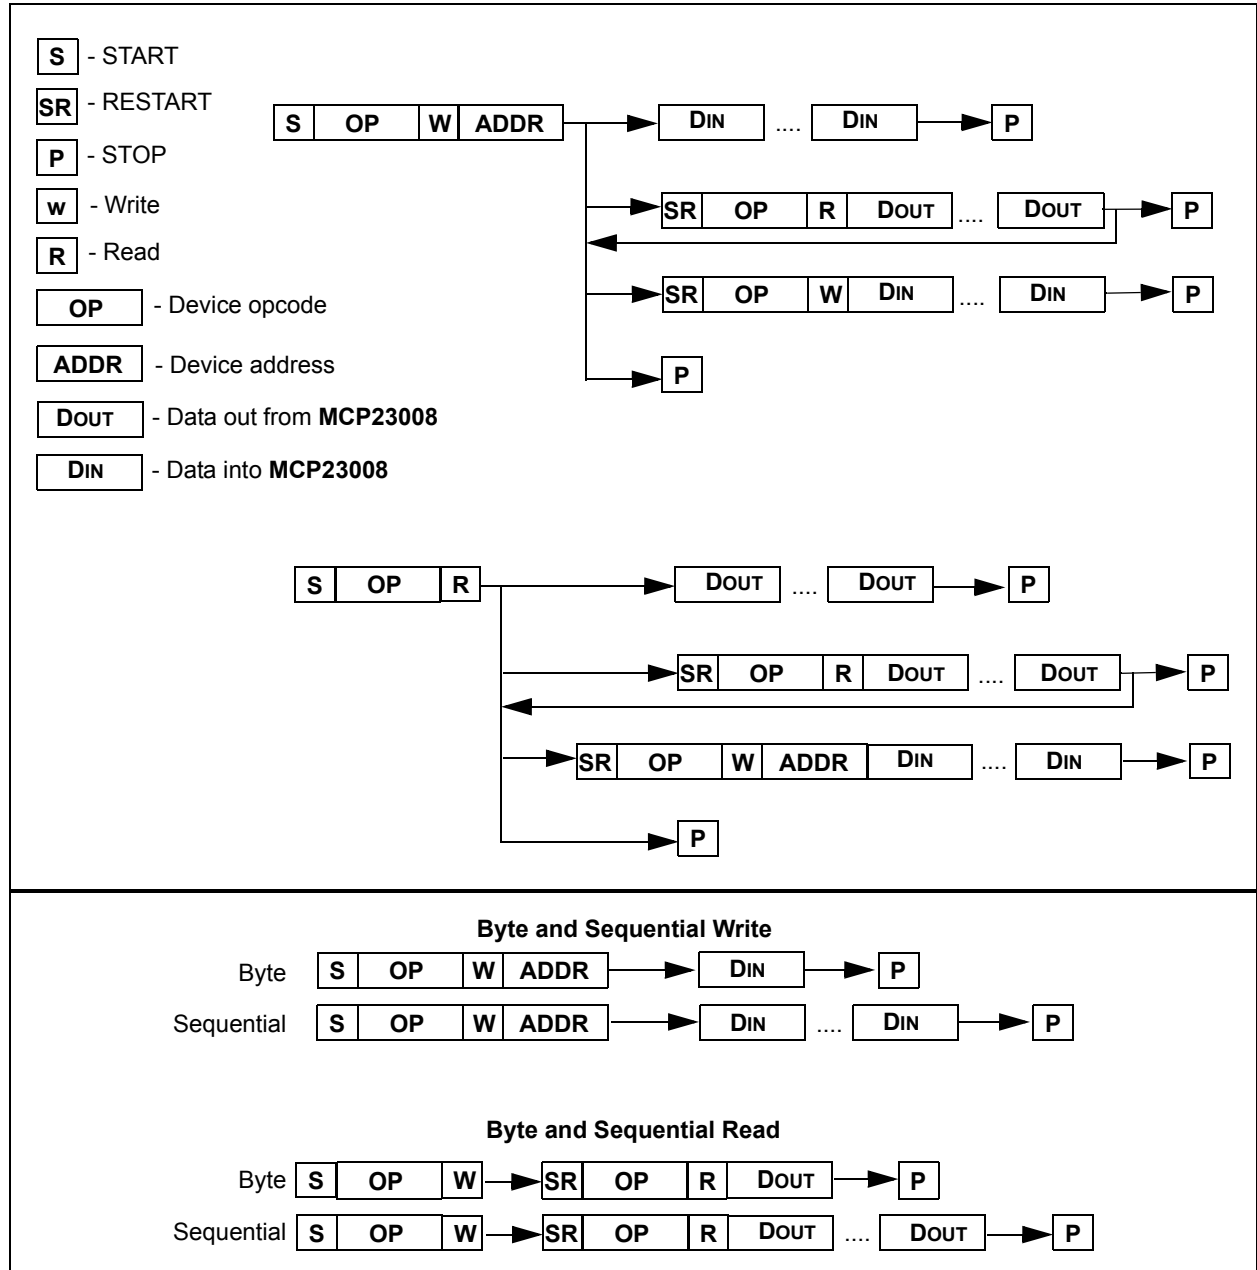 S - START
SR - RESTART
P - STOP
w - Write
R - Read
OP - Device opcode
ADDR - Device address
DOUT - Data out from MCP23008
DIN - Data into MCP23008
S OP W ADDR DIN .... DIN P
SR OP R DOUT .... DOUT P
SR OP W DIN .... DIN P
P
S OP R DOUT .... DOUT P
SR OP R DOUT .... DOUT P
SR OP W ADDR DIN .... DIN P
P
Byte and Sequential Write
Byte S OP W ADDR DIN P
Sequential S OP W ADDR DIN .... DIN P
Byte and Sequential Read
Byte S OP W SR OP R DOUT P
Sequential S OP W SR OP R DOUT .... DOUT P